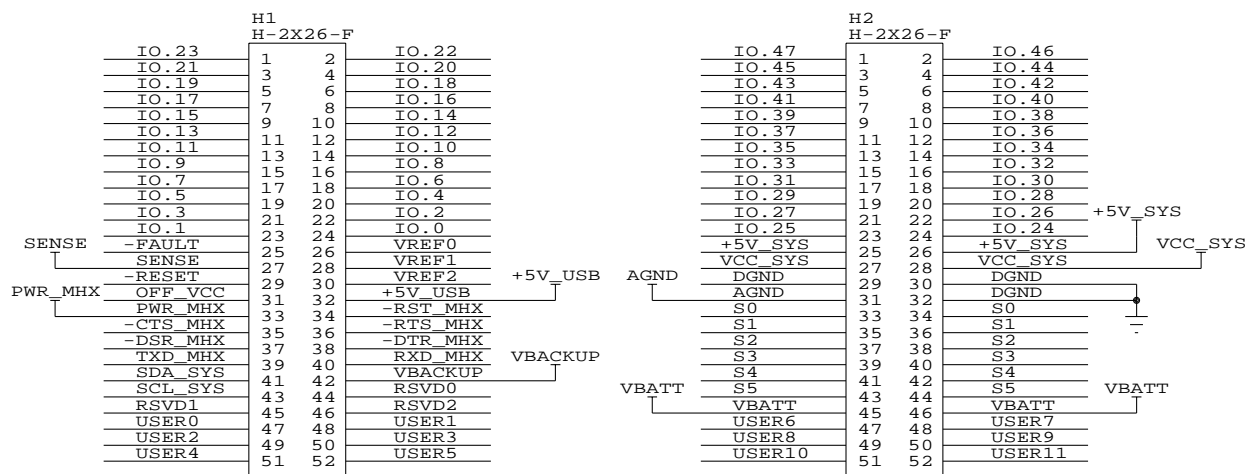 H1 H2
H-2X26-F H-2X26-F
IO.23 1 2 IO.22 IO.47 1 2 IO.46
IO.21 3 4 IO.20 IO.45 3 4 IO.44
IO.19 5 6 IO.18 IO.43 5 6 IO.42
IO.17 7 8 IO.16 IO.41 7 8 IO.40
IO.15 9 10 IO.14 IO.39 9 10 IO.38
IO.13 11 12 IO.12 IO.37 11 12 IO.36
IO.11 13 14 IO.10 IO.35 13 14 IO.34
IO.9 15 16 IO.8 IO.33 15 16 IO.32
IO.7 17 18 IO.6 IO.31 17 18 IO.30
IO.5 19 20 IO.4 IO.29 19 20 IO.28
IO.3 21 22 IO.2 IO.27 21 22 IO.26 +5V_SYS
IO.1 23 24 IO.0 IO.25 23 24 IO.24
SENSE -FAULT 25 26 VREF0 +5V_SYS 25 26 +5V_SYS VCC_SYS
SENSE 27 28 VREF1 VCC_SYS 27 28 VCC_SYS
-RESET 29 30 VREF2 +5V_USB AGND DGND 29 30 DGND
PWR_MHX OFF_VCC 31 32 +5V_USB AGND 31 32 DGND
PWR_MHX 33 34 -RST_MHX S0 33 34 S0
-CTS_MHX 35 36 -RTS_MHX S1 35 36 S1
-DSR_MHX 37 38 -DTR_MHX S2 37 38 S2
TXD_MHX 39 40 RXD_MHX VBACKUP S3 39 40 S3
SDA_SYS 41 42 VBACKUP S4 41 42 S4
SCL_SYS 43 44 RSVD0 VBATT S5 43 44 S5 VBATT
RSVD1 45 46 RSVD2 VBATT 45 46 VBATT
USER0 47 48 USER1 USER6 47 48 USER7
USER2 49 50 USER3 USER8 49 50 USER9
USER4 51 52 USER5 USER10 51 52 USER11